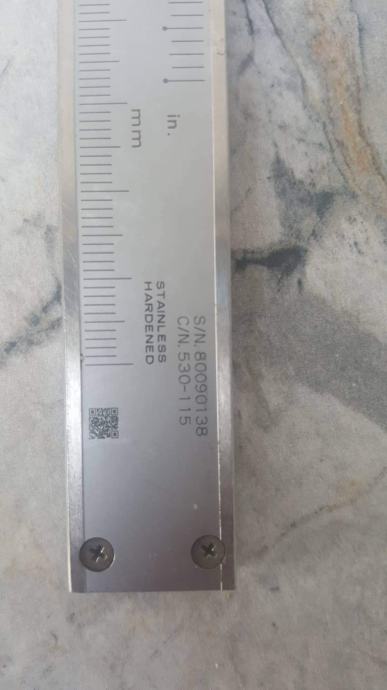 in.
mm
S/N. 80090138
C/N. 530-115
STAINLESS
HARDENED